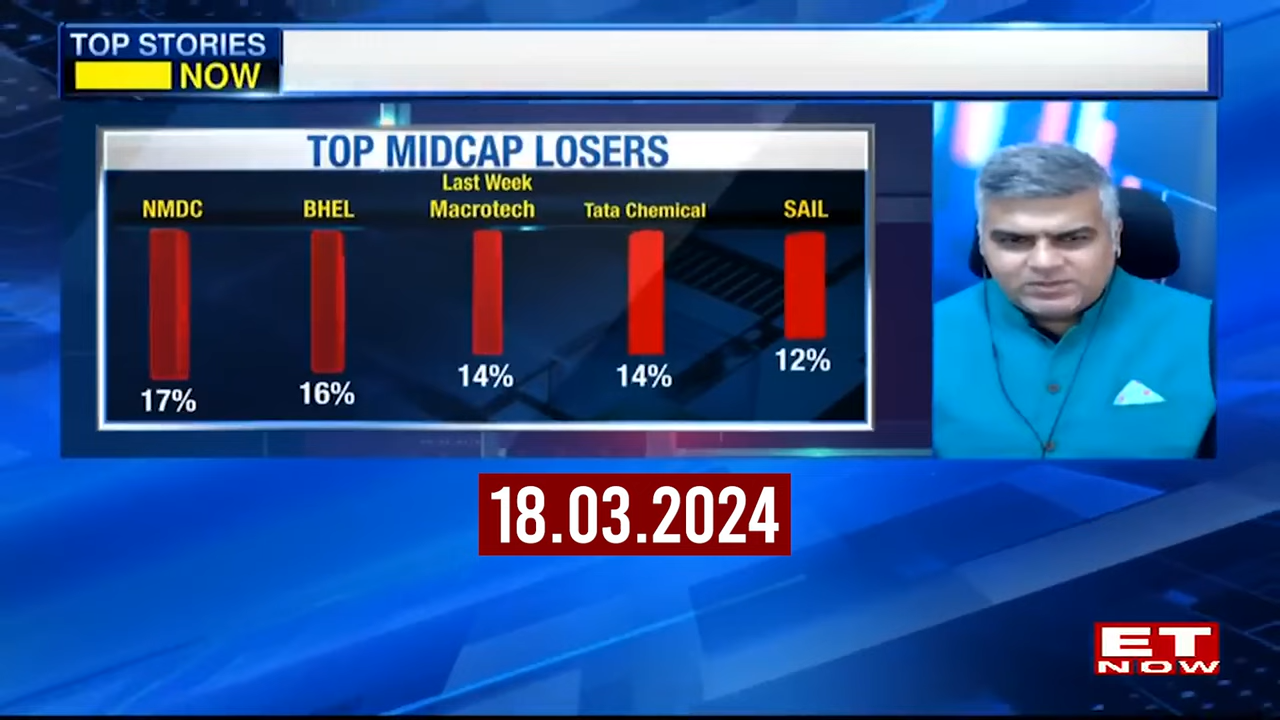 TOP STORIES
NOW
TOP MIDCAP LOSERS
Last Week
NMDC BHEL Macrotech Tata Chemical SAIL
17% 16% 14% 14% 12%
18.03.2024
ET
NOW